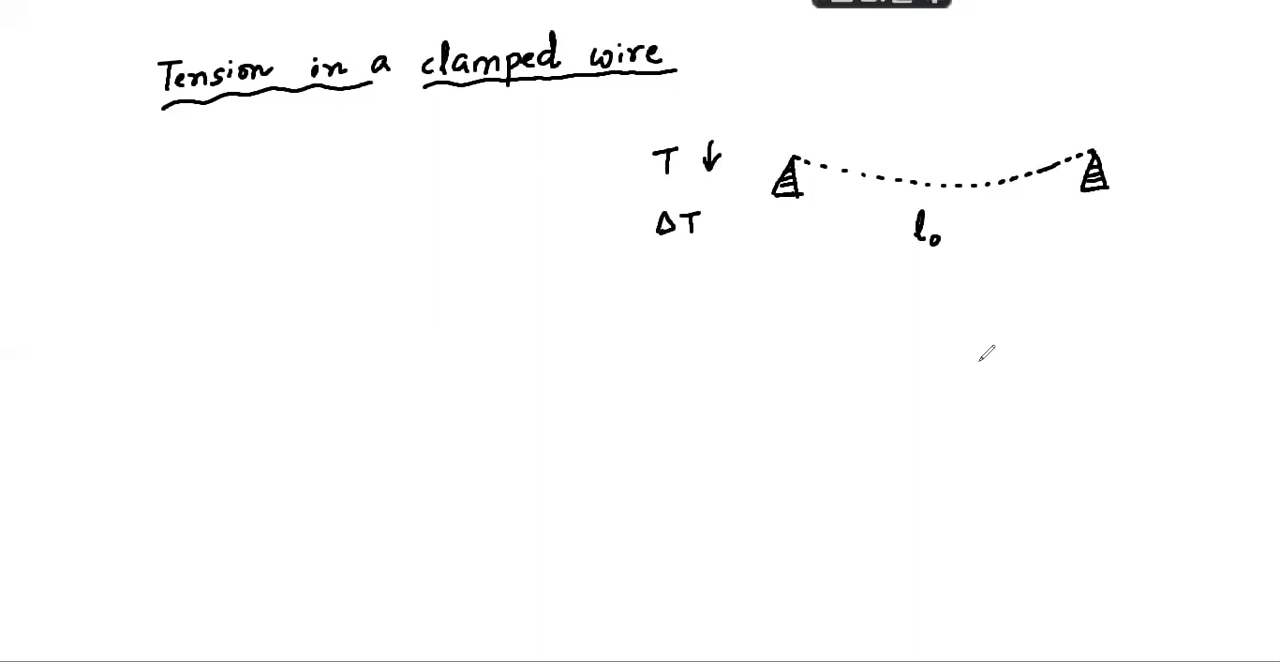 Tension in a clamped wire
T ↓
ΔT
l₀